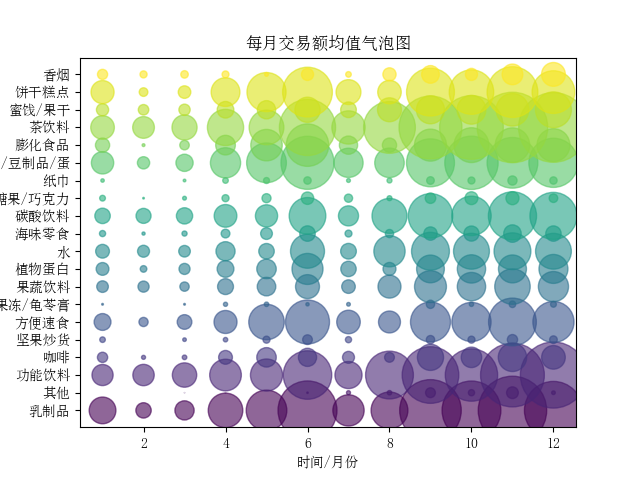 每月交易额均值气泡图
香烟
饼干糕点
蜜饯/果干
茶饮料
膨化食品
/豆制品/蛋
纸巾
糖果/巧克力
碳酸饮料
海味零食
水
植物蛋白
果蔬饮料
果冻/龟苓膏
方便速食
坚果炒货
咖啡
功能饮料
其他
乳制品
2 4 6 8 10 12
时间/月份